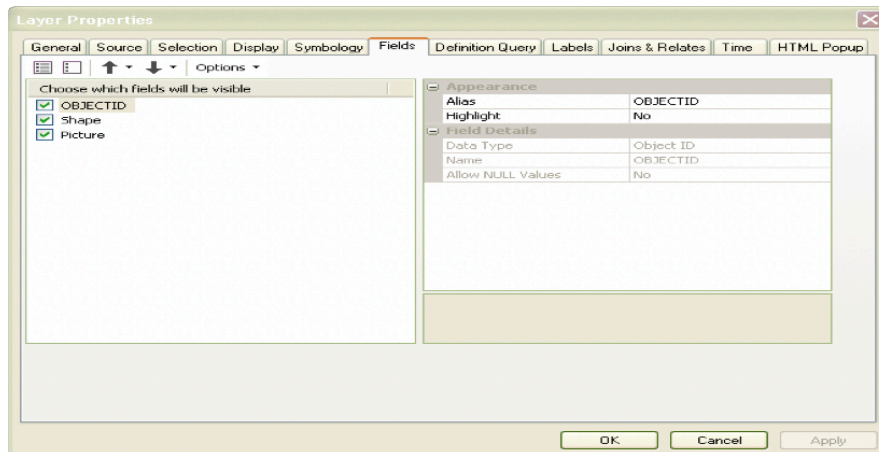 Layer Properties
General Source Selection Display Symbology Fields Definition Query Labels Joins & Relates Time HTML Popup
Options
Choose which fields will be visible
OBJECTID
Shape
Picture
Appearance
Alias OBJECTID
Highlight No
Field Details
Data Type Object ID
Name OBJECTID
Allow NULL Values No
OK Cancel Apply